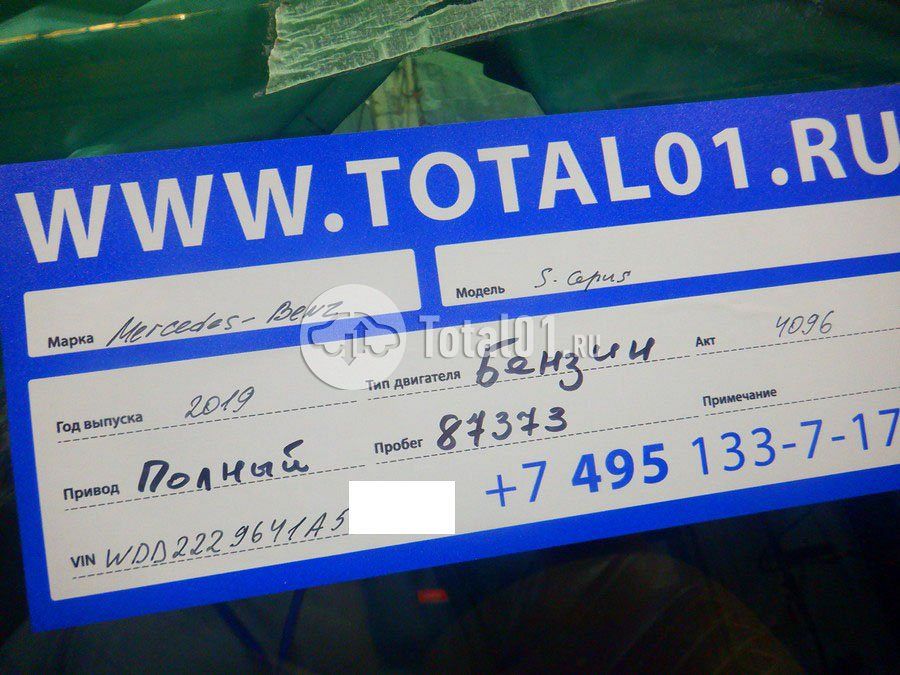 WWW.TOTAL01.RU
Марка Mercedes-Benz Модель S-серия
Total01.RU
Год выпуска 2019 Тип двигателя Бензин Акт 4096
Привод Полный Пробег 87373 Примечание
VIN WDD2229641A5 +7 495 133-7-17